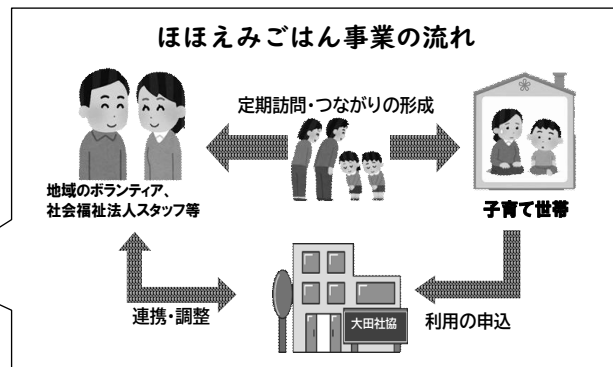 ほほえみごはん事業の流れ
定期訪問・つながりの形成
地域のボランティア、
社会福祉法人スタッフ等
子育て世帯
連携・調整
大田社協
利用の申込